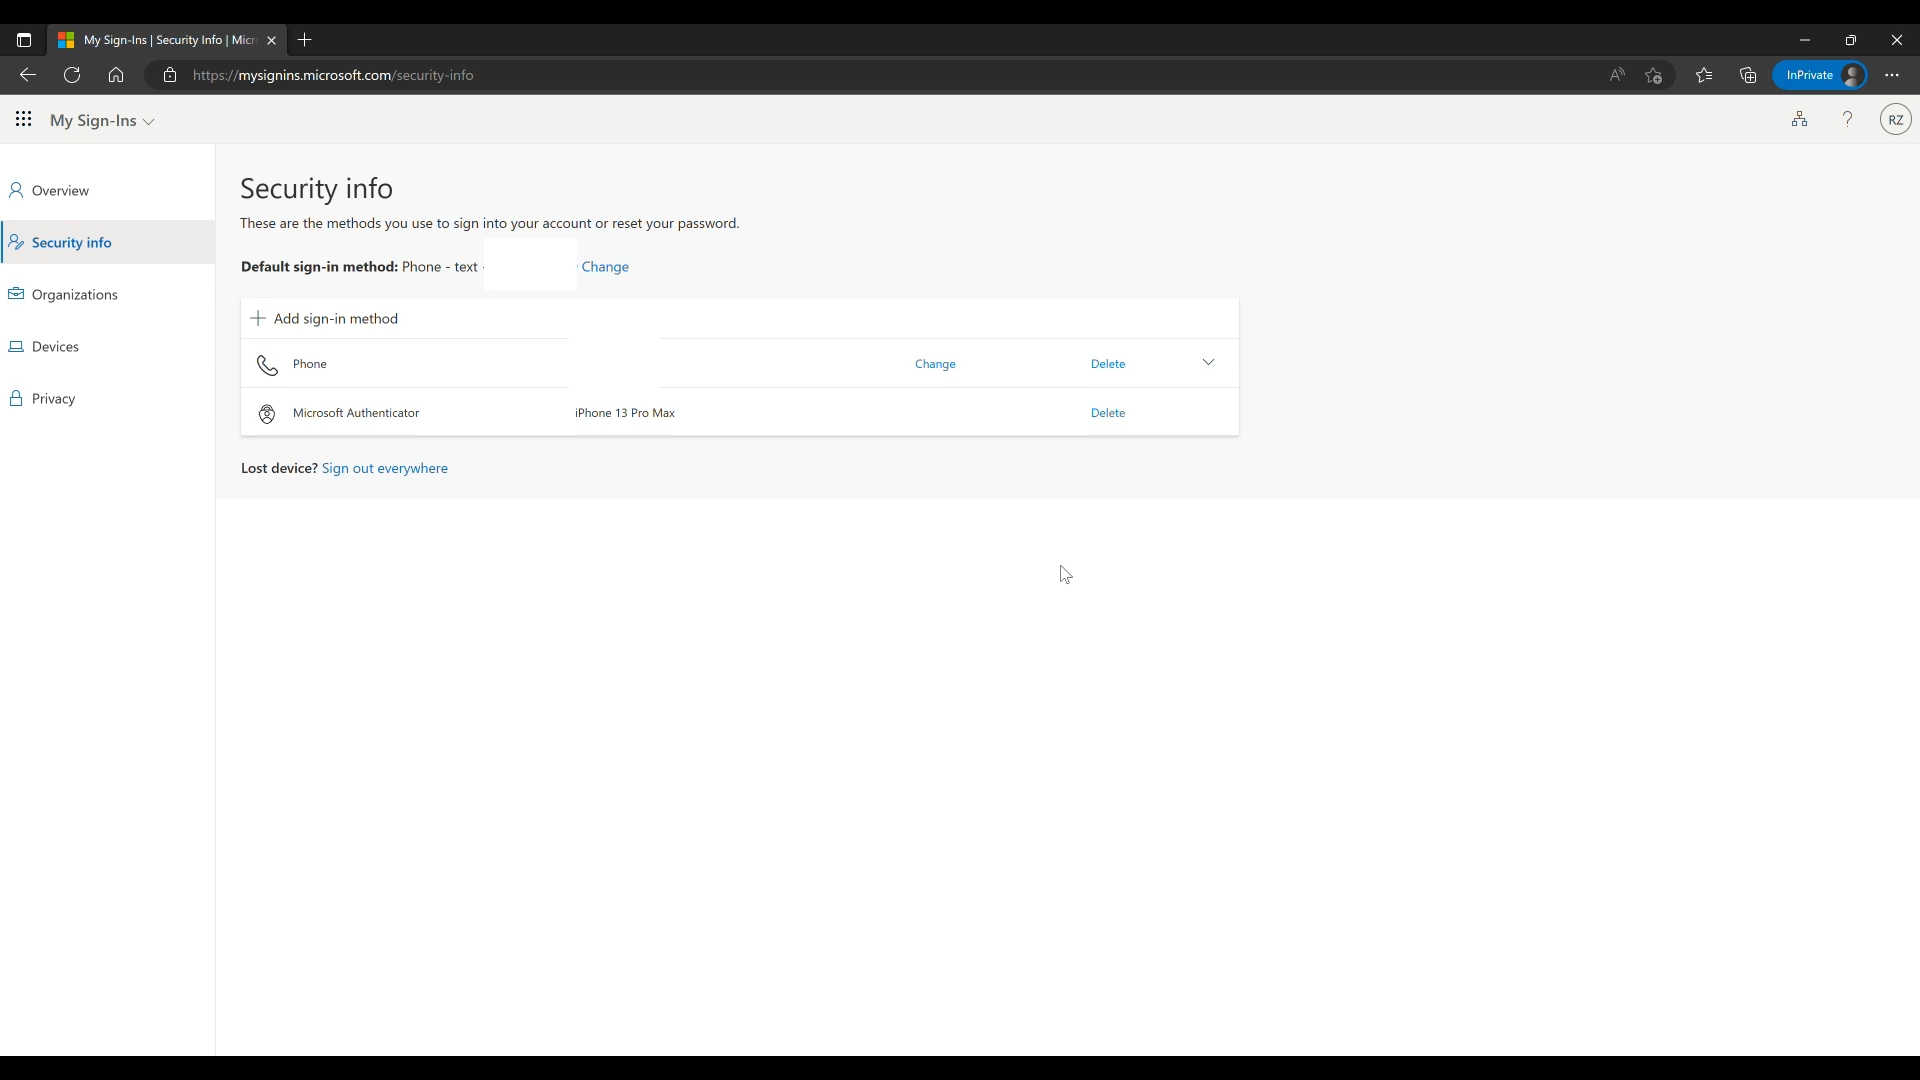 My Sign-Ins | Security Info | Micr
https://mysignins.microsoft.com/security-info
InPrivate
My Sign-Ins
?
RZ
Overview
Security info
Organizations
Devices
Privacy
Security info
These are the methods you use to sign into your account or reset your password.
Default sign-in method: Phone - text - Change
Add sign-in method
Phone Change Delete
Microsoft Authenticator iPhone 13 Pro Max Delete
Lost device? Sign out everywhere